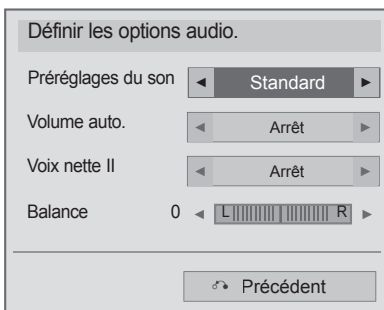 Définir les options audio.
Préréglages du son ◄ Standard ►
Volume auto. ◄ Arrêt ►
Voix nette II ◄ Arrêt ►
Balance 0 ◄ L R ►
Précédent